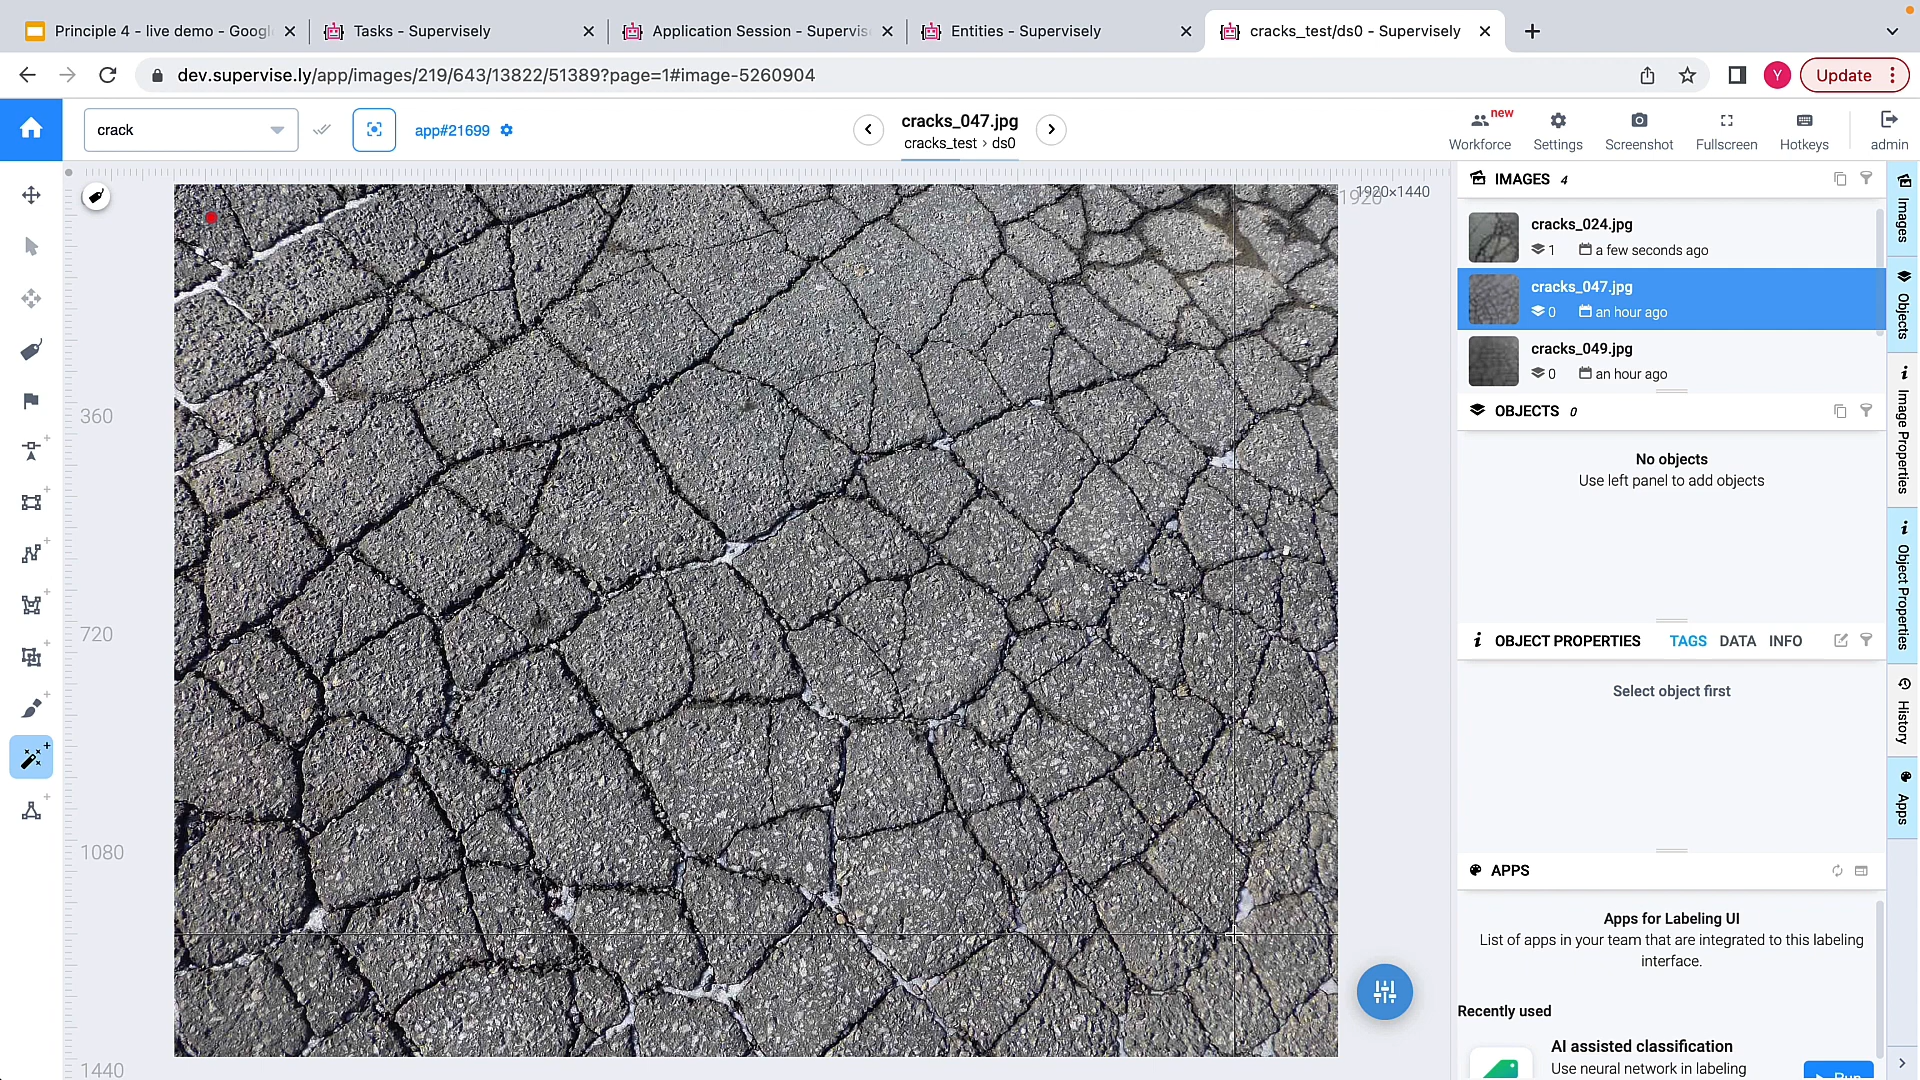 Principle 4 - live demo - Googl
Tasks - Supervisely
Application Session - Supervis
Entities - Supervisely
cracks_test/ds0 - Supervisely
dev.supervise.ly/app/images/219/643/13822/51389?page=1#image-5260904
Y
Update
crack
app#21699
cracks_047.jpg
cracks_test › ds0
new
Workforce
Settings
Screenshot
Fullscreen
Hotkeys
admin
1920
1920×1440
360
720
1080
1440
IMAGES 4
cracks_024.jpg
1 a few seconds ago
cracks_047.jpg
0 an hour ago
cracks_049.jpg
0 an hour ago
OBJECTS 0
No objects
Use left panel to add objects
OBJECT PROPERTIES TAGS DATA INFO
Select object first
APPS
Apps for Labeling UI
List of apps in your team that are integrated to this labeling
interface.
Recently used
AI assisted classification
Use neural network in labeling
Run
Images
Objects
Image Properties
Object Properties
History
Apps